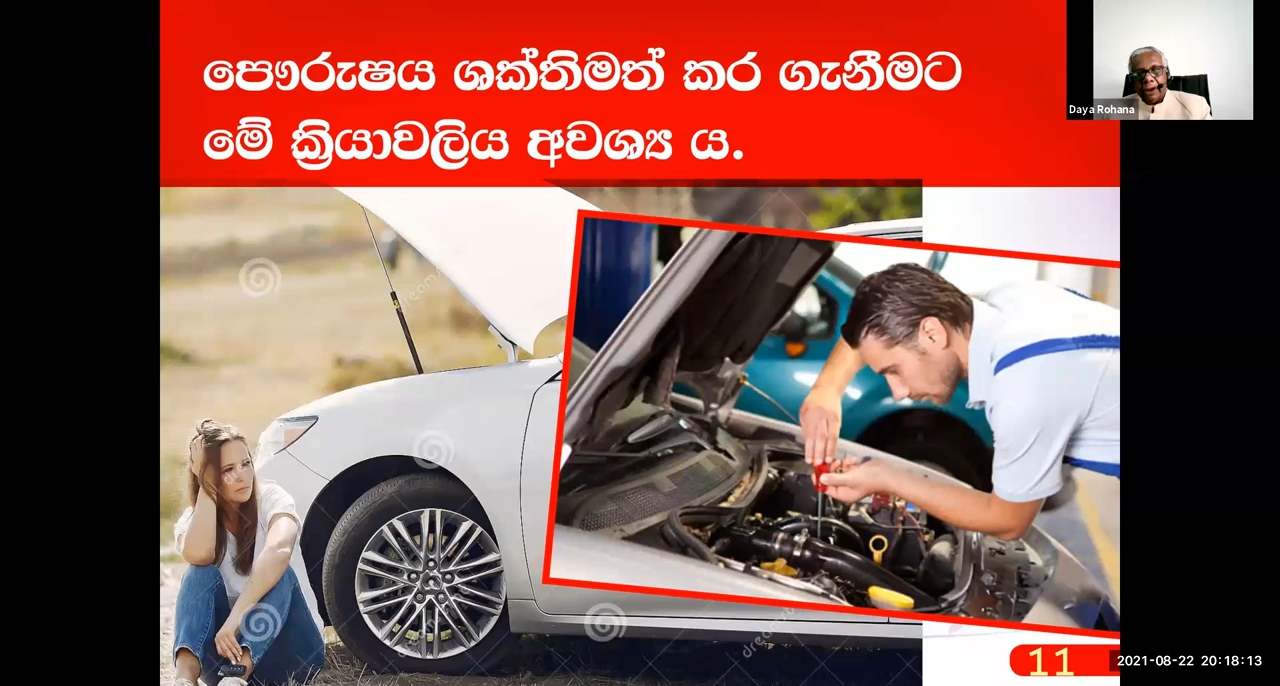 පෞරුෂය ශක්තිමත් කර ගැනීමට
මේ ක්‍රියාවලිය අවශ්‍ය ය.
Daya Rohana
11
2021-08-22 20:18:13